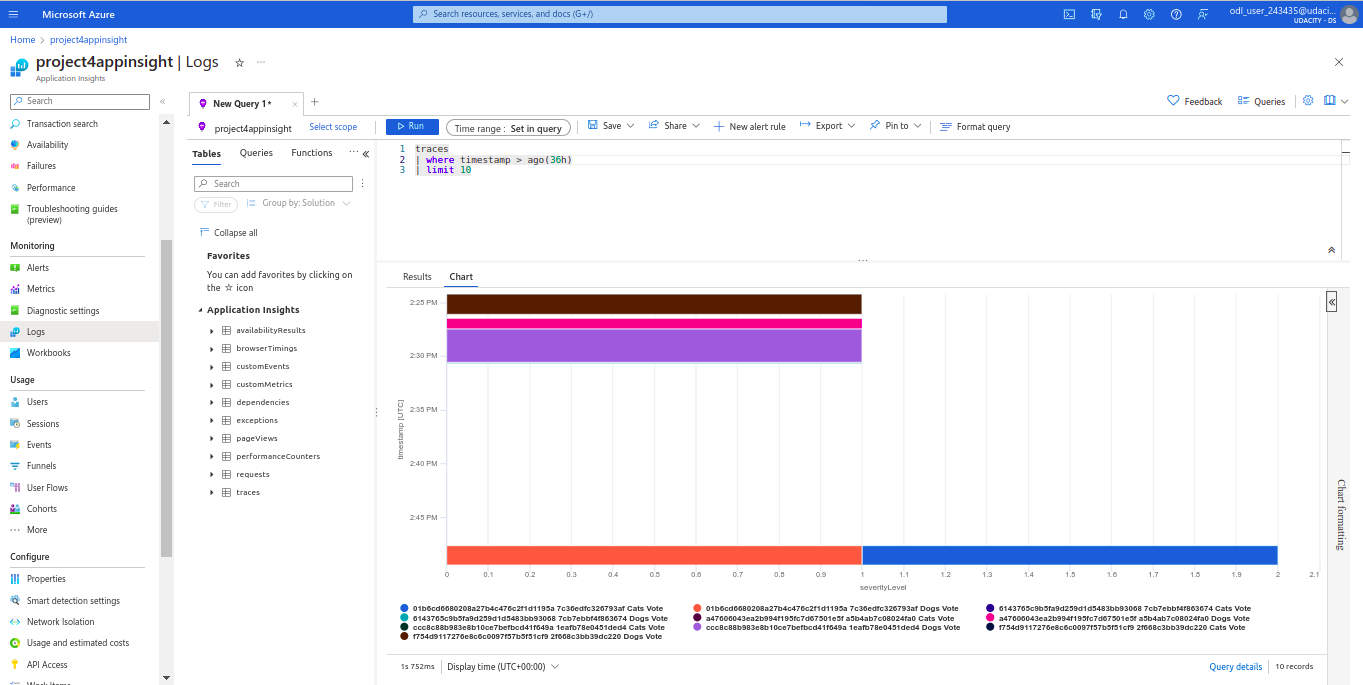 Microsoft Azure
Search resources, services, and docs (G+/)
odl_user_243435@udaci...
UDACITY - DS
Home > project4appinsight
project4appinsight | Logs
Application Insights
Search
Transaction search
Availability
Failures
Performance
Troubleshooting guides
(preview)
Monitoring
Alerts
Metrics
Diagnostic settings
Logs
Workbooks
Usage
Users
Sessions
Events
Funnels
User Flows
Cohorts
More
Configure
Properties
Smart detection settings
Network Isolation
Usage and estimated costs
API Access
Work Items
New Query 1*
Feedback
Queries
project4appinsight
Select scope
Run
Time range : Set in query
Save
Share
New alert rule
Export
Pin to
Format query
Tables
Queries
Functions
Search
Filter
Group by: Solution
Collapse all
Favorites
You can add favorites by clicking on
the ☆ icon
Application Insights
availabilityResults
browserTimings
customEvents
customMetrics
dependencies
exceptions
pageViews
performanceCounters
requests
traces
1 traces
2 | where timestamp > ago(36h)
3 | limit 10
Results
Chart
2:25 PM
2:30 PM
2:35 PM
2:40 PM
2:45 PM
timestamp [UTC]
0 0.1 0.2 0.3 0.4 0.5 0.6 0.7 0.8 0.9 1 1.1 1.2 1.3 1.4 1.5 1.6 1.7 1.8 1.9 2 2.1
severityLevel
Chart formatting
01b6cd6680208a27b4c476c2f1d1195a 7c36edfc326793af Cats Vote
01b6cd6680208a27b4c476c2f1d1195a 7c36edfc326793af Dogs Vote
6143765c9b5fa9d259d1d5483bb93068 7cb7ebbf4f863674 Cats Vote
6143765c9b5fa9d259d1d5483bb93068 7cb7ebbf4f863674 Dogs Vote
a47606043ea2b994f195fc7d67501e5f a5b4ab7c08024fa0 Cats Vote
a47606043ea2b994f195fc7d67501e5f a5b4ab7c08024fa0 Dogs Vote
ccc8c88b983e8b10ce7befbcd41f649a 1eafb78e0451ded4 Cats Vote
ccc8c88b983e8b10ce7befbcd41f649a 1eafb78e0451ded4 Dogs Vote
f754d9117276e8c6c0097f57b5f51cf9 2f668c3bb39dc220 Cats Vote
f754d9117276e8c6c0097f57b5f51cf9 2f668c3bb39dc220 Dogs Vote
1s 752ms
Display time (UTC+00:00)
Query details
10 records